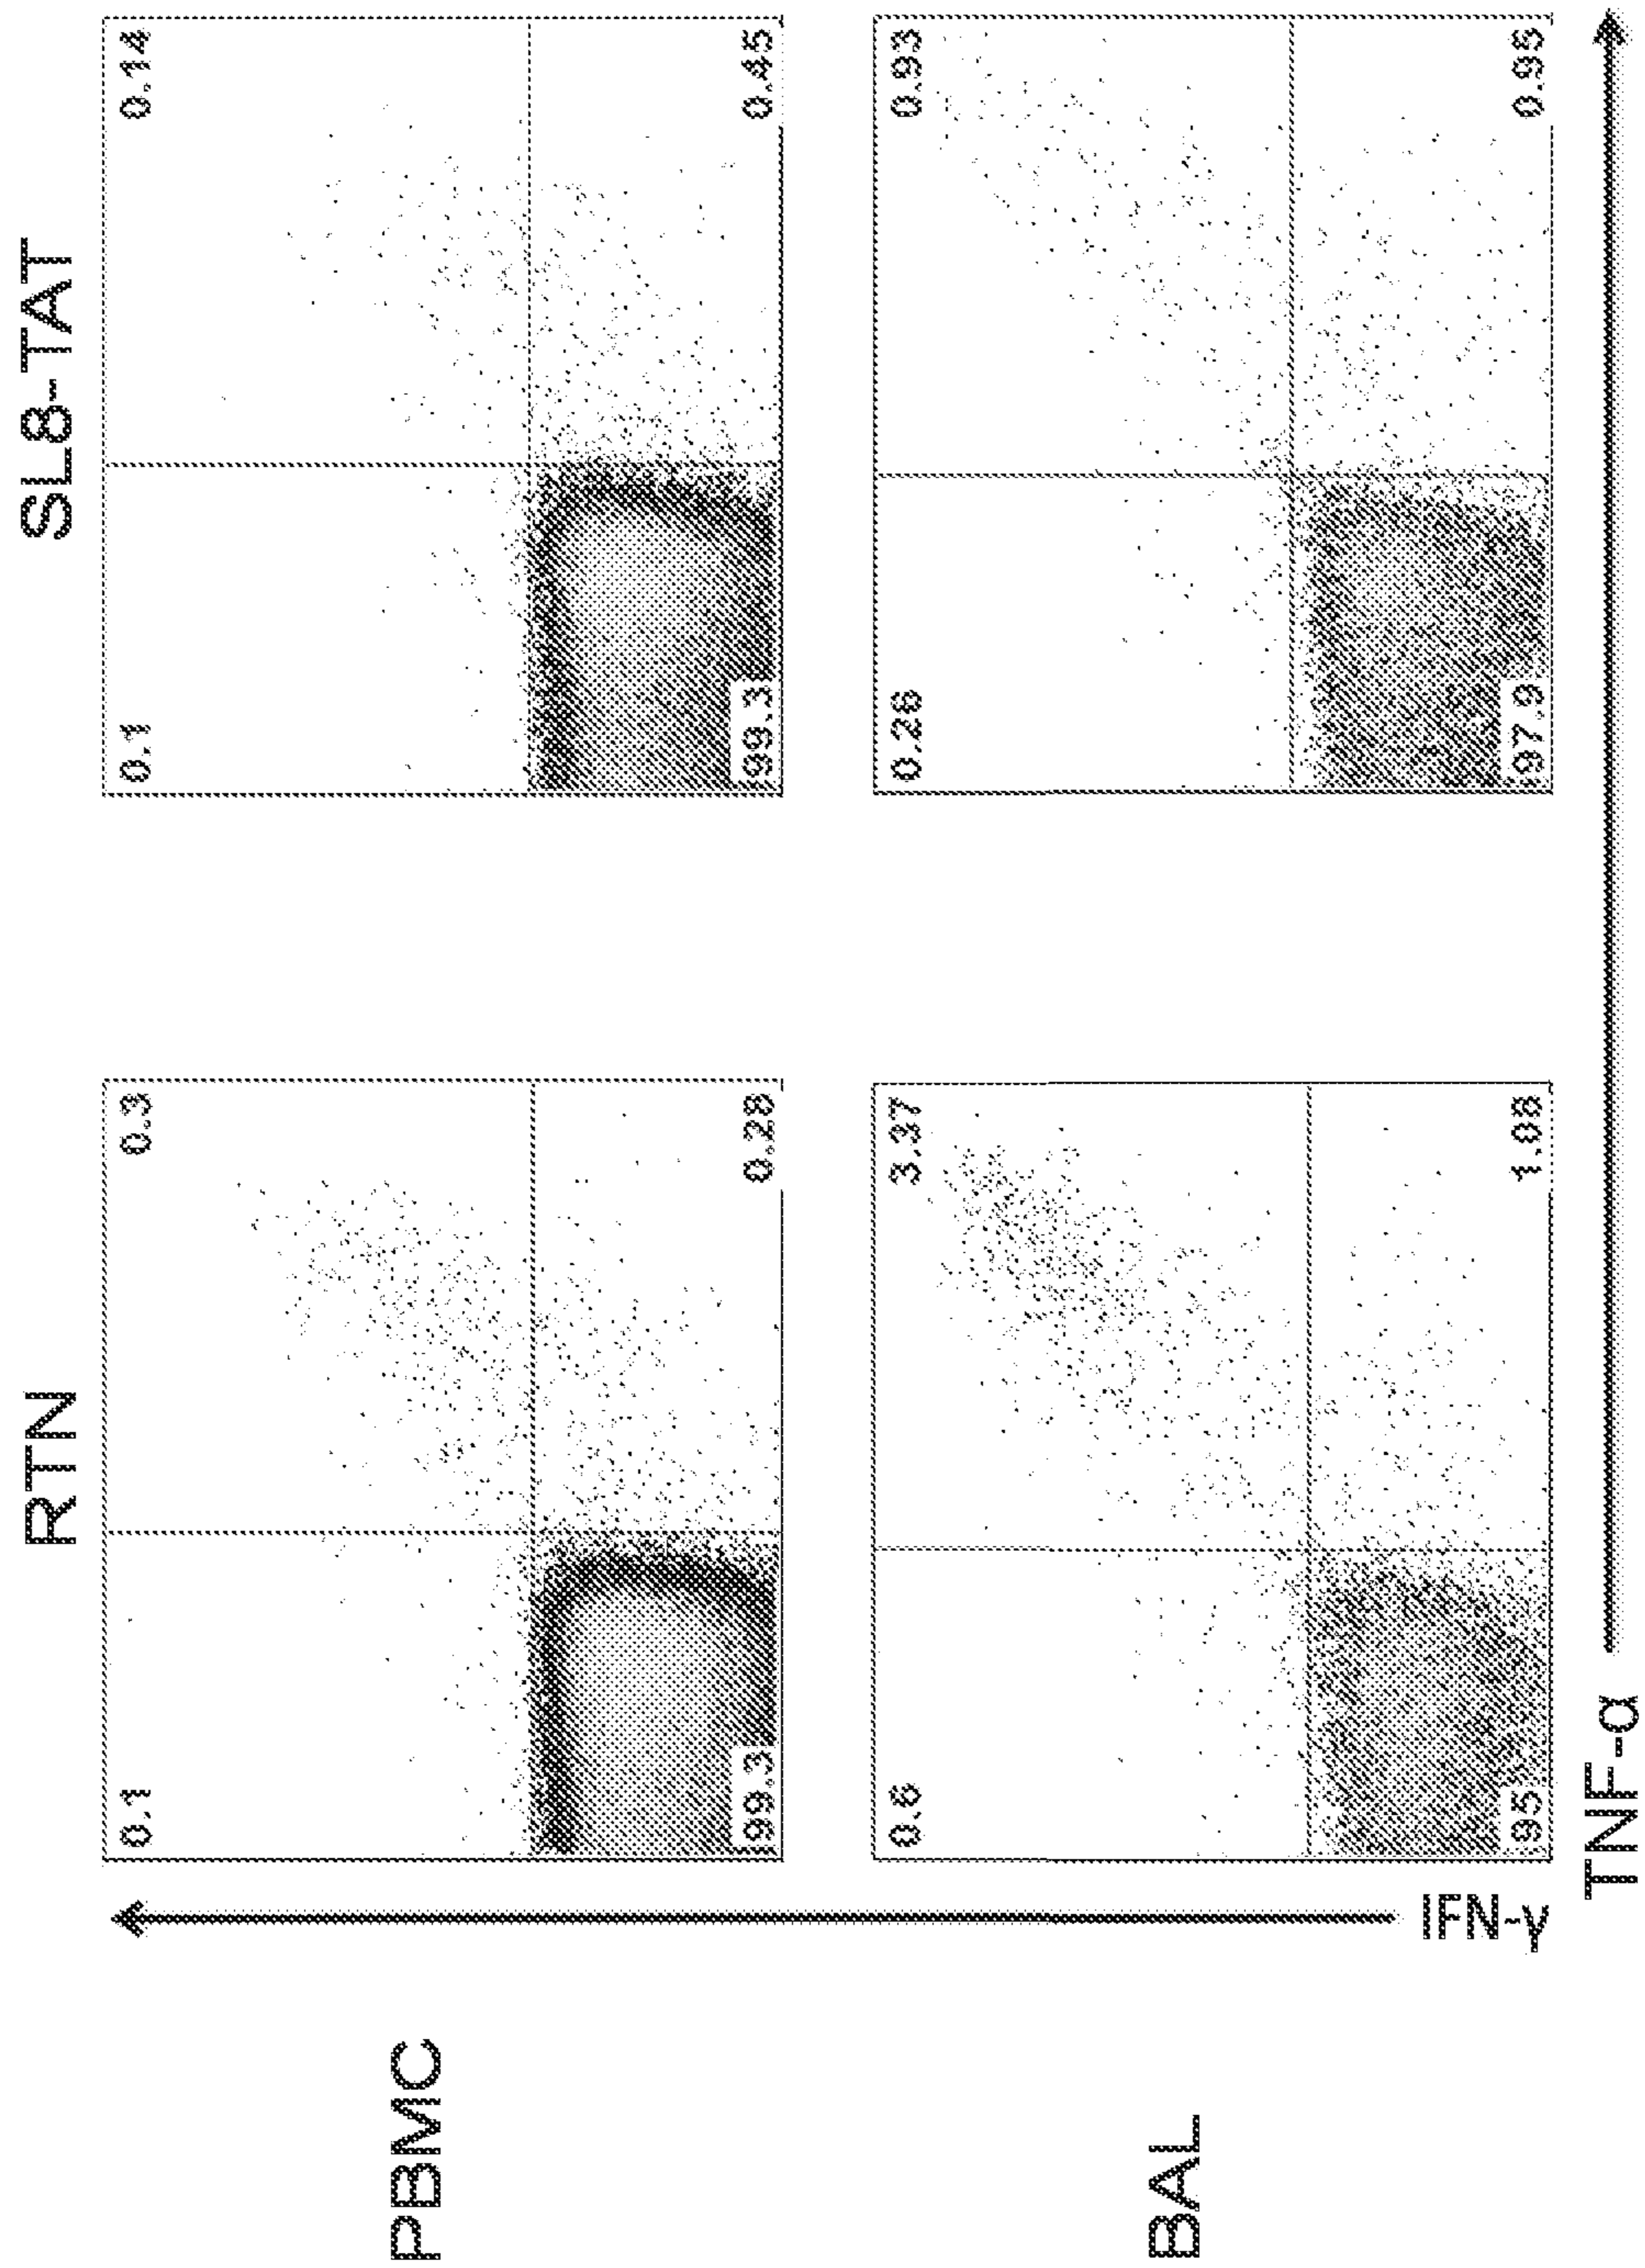 RTN SL8-TAT
0.1 0.3 0.1 0.14
PBMC
99.3 0.28 99.3 0.45
0.6 3.37 0.26 0.93
BAL
95 1.08 97.9 0.95
IFN-γ
TNF-α